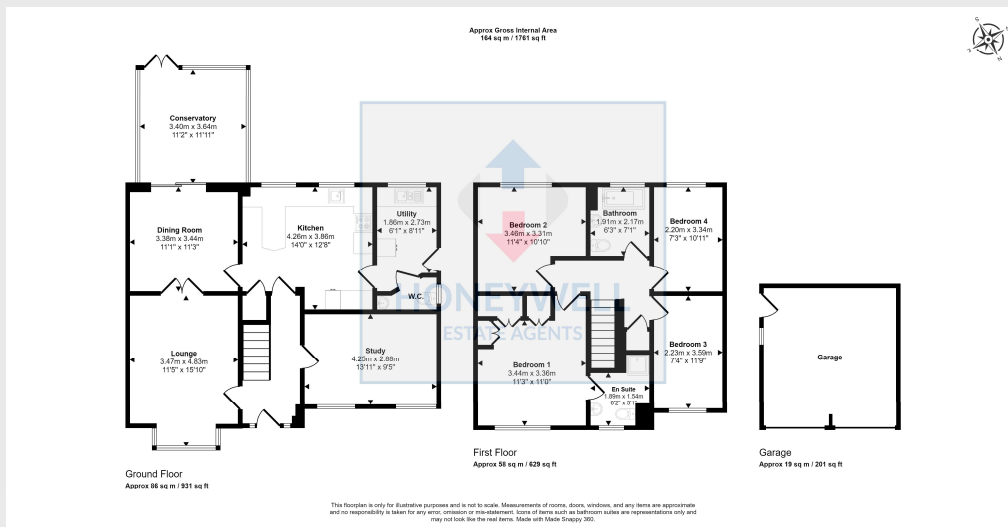 Approx Gross Internal Area
164 sq m / 1761 sq ft
Conservatory
3.40m x 3.64m
11'2" x 11'11"
Dining Room
3.38m x 3.44m
11'1" x 11'3"
Kitchen
4.26m x 3.86m
14'0" x 12'8"
Utility
1.86m x 2.73m
6'1" x 8'11"
W.C.
Lounge
3.47m x 4.83m
11'5" x 15'10"
Study
4.25m x 2.88m
13'11" x 9'5"
Ground Floor
Approx 86 sq m / 931 sq ft
HONEYWELL
ESTATE AGENTS
Bedroom 2
3.46m x 3.31m
11'4" x 10'10"
Bathroom
1.91m x 2.17m
6'3" x 7'1"
Bedroom 4
2.20m x 3.34m
7'3" x 10'11"
Bedroom 1
3.44m x 3.36m
11'3" x 11'0"
En Suite
1.89m x 1.54m
6'2" x 5'1"
Bedroom 3
2.23m x 3.59m
7'4" x 11'9"
First Floor
Approx 58 sq m / 629 sq ft
Garage
Garage
Approx 19 sq m / 201 sq ft
This floorplan is only for illustrative purposes and is not to scale. Measurements of rooms, doors, windows, and any items are approximate
and no responsibility is taken for any error, omission or mis-statement. Icons of items such as bathroom suites are representations only and
may not look like the real items. Made with Made Snappy 360.